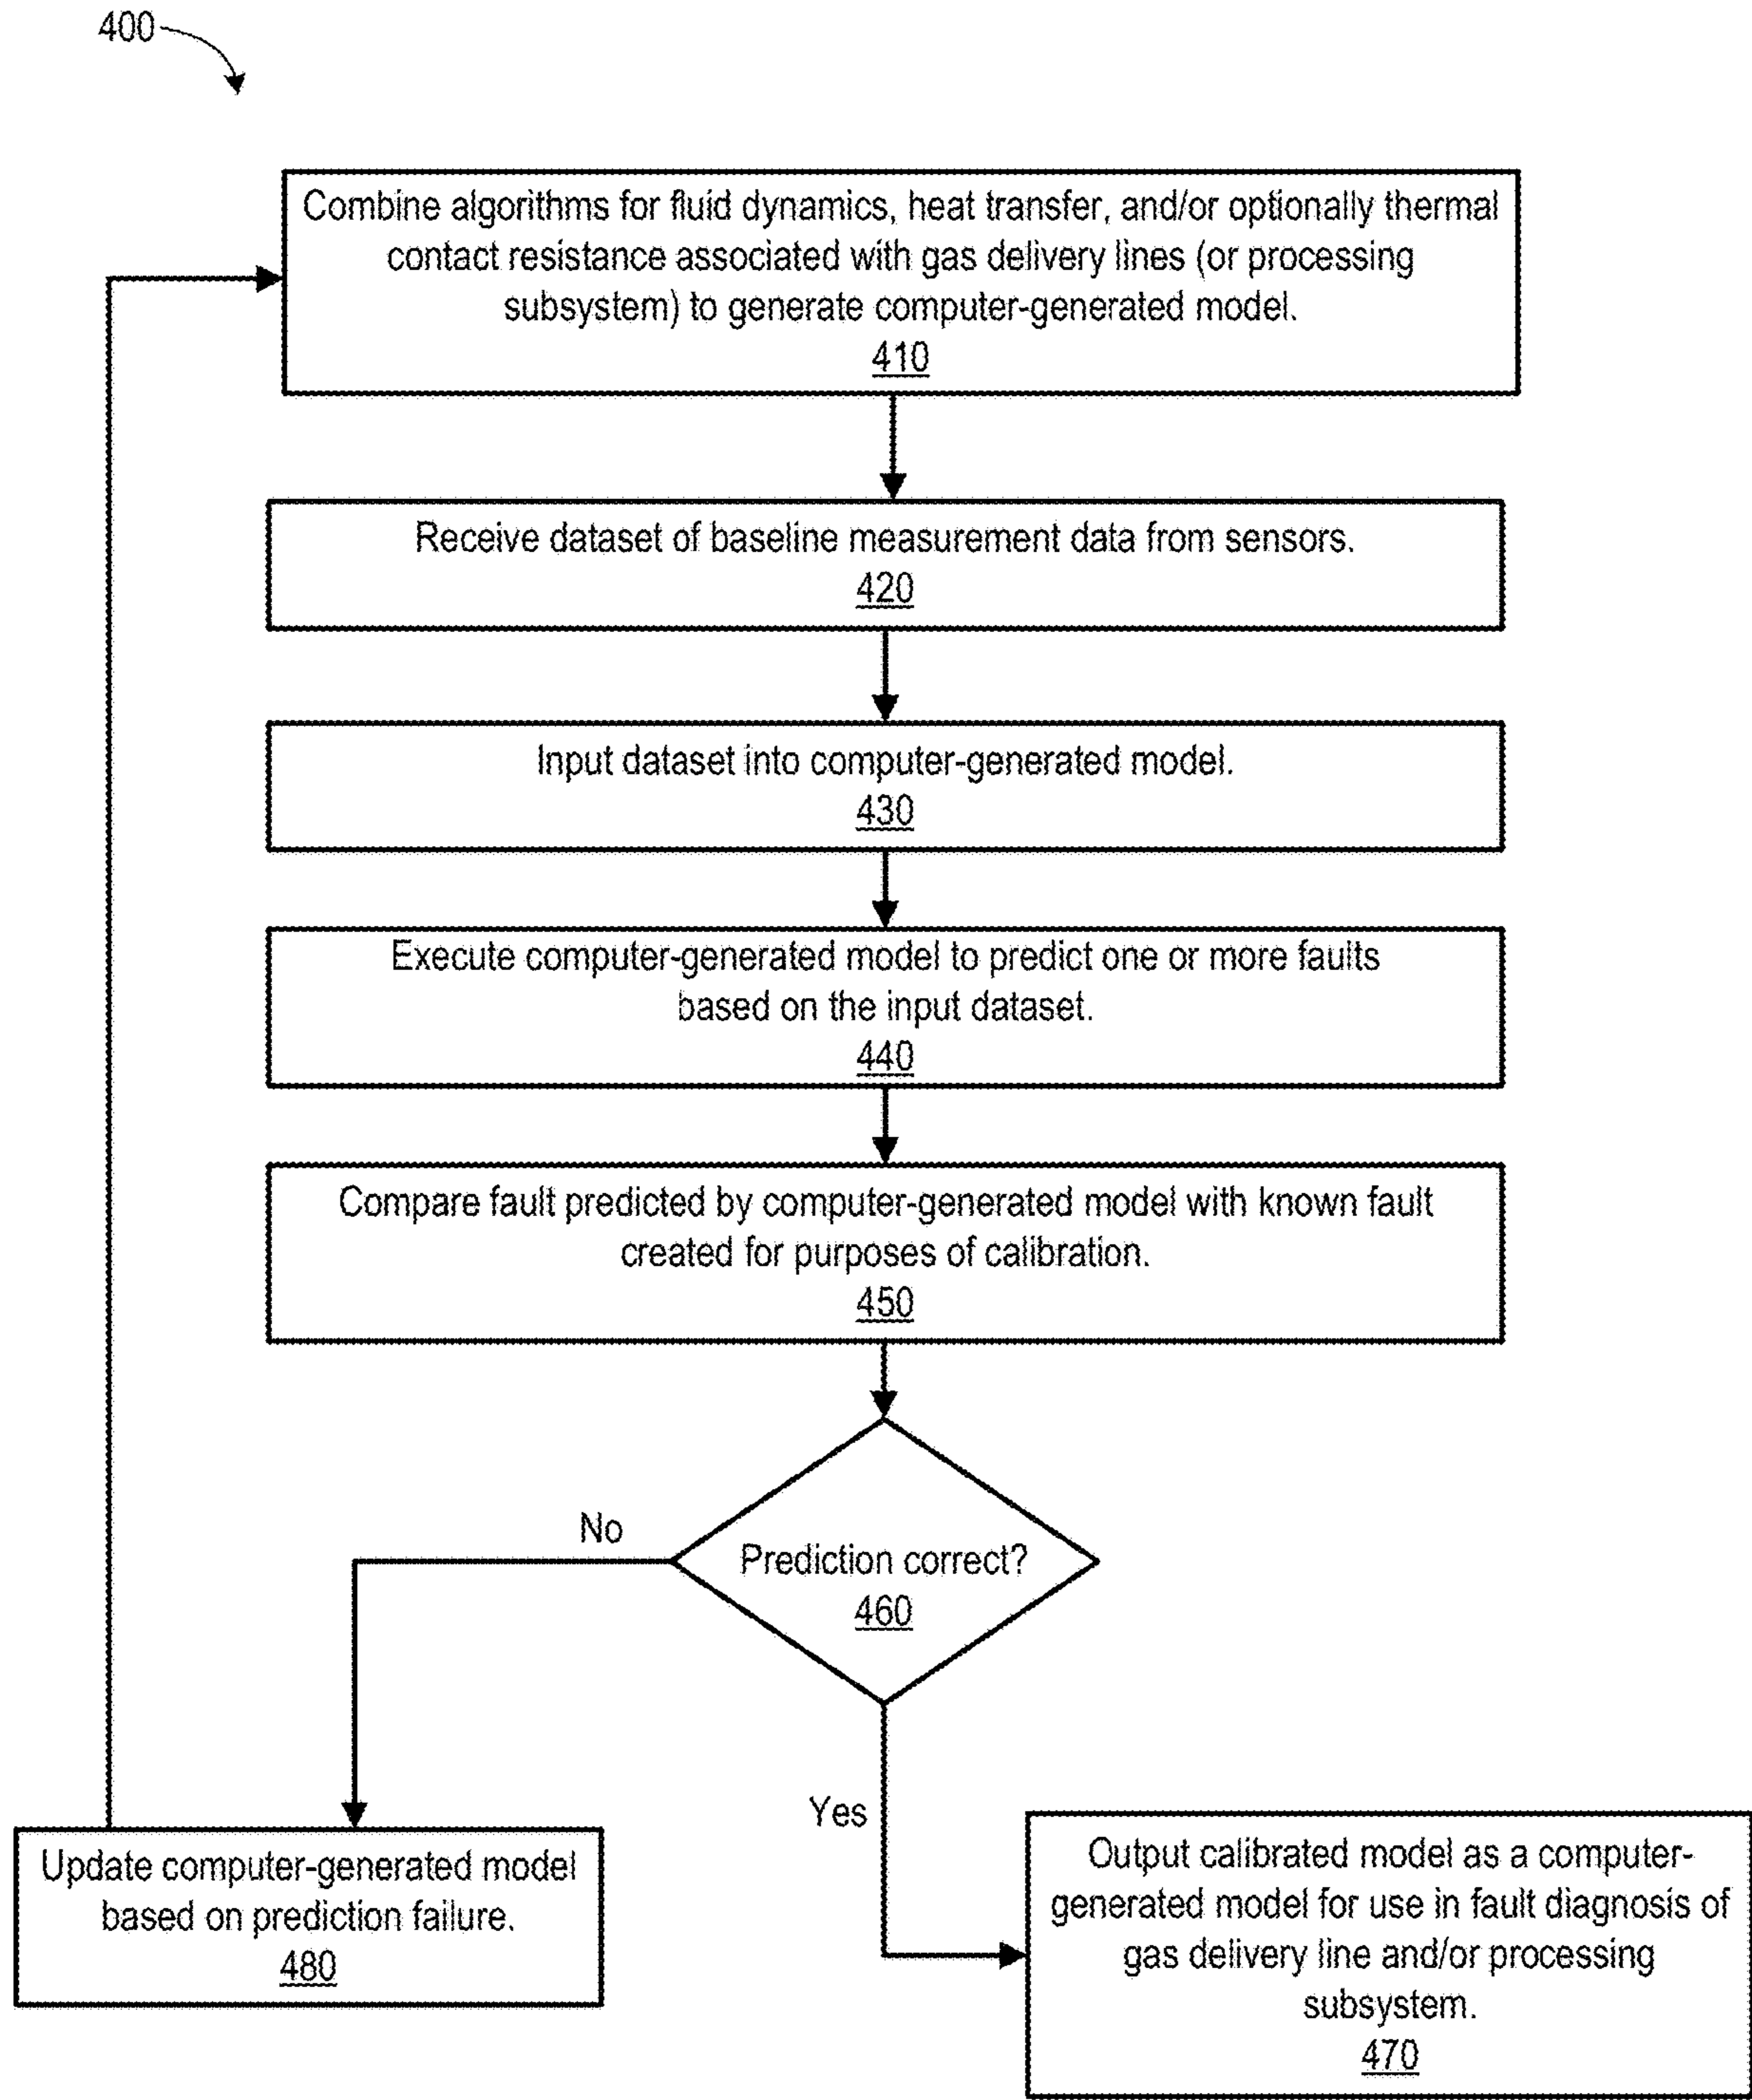 400
Combine algorithms for fluid dynamics, heat transfer, and/or optionally thermal
contact resistance associated with gas delivery lines (or processing
subsystem) to generate computer-generated model.
410
Receive dataset of baseline measurement data from sensors.
420
Input dataset into computer-generated model.
430
Execute computer-generated model to predict one or more faults
based on the input dataset.
440
Compare fault predicted by computer-generated model with known fault
created for purposes of calibration.
450
No
Prediction correct?
460
Yes
Update computer-generated model
based on prediction failure.
480
Output calibrated model as a computer-
generated model for use in fault diagnosis of
gas delivery line and/or processing
subsystem.
470